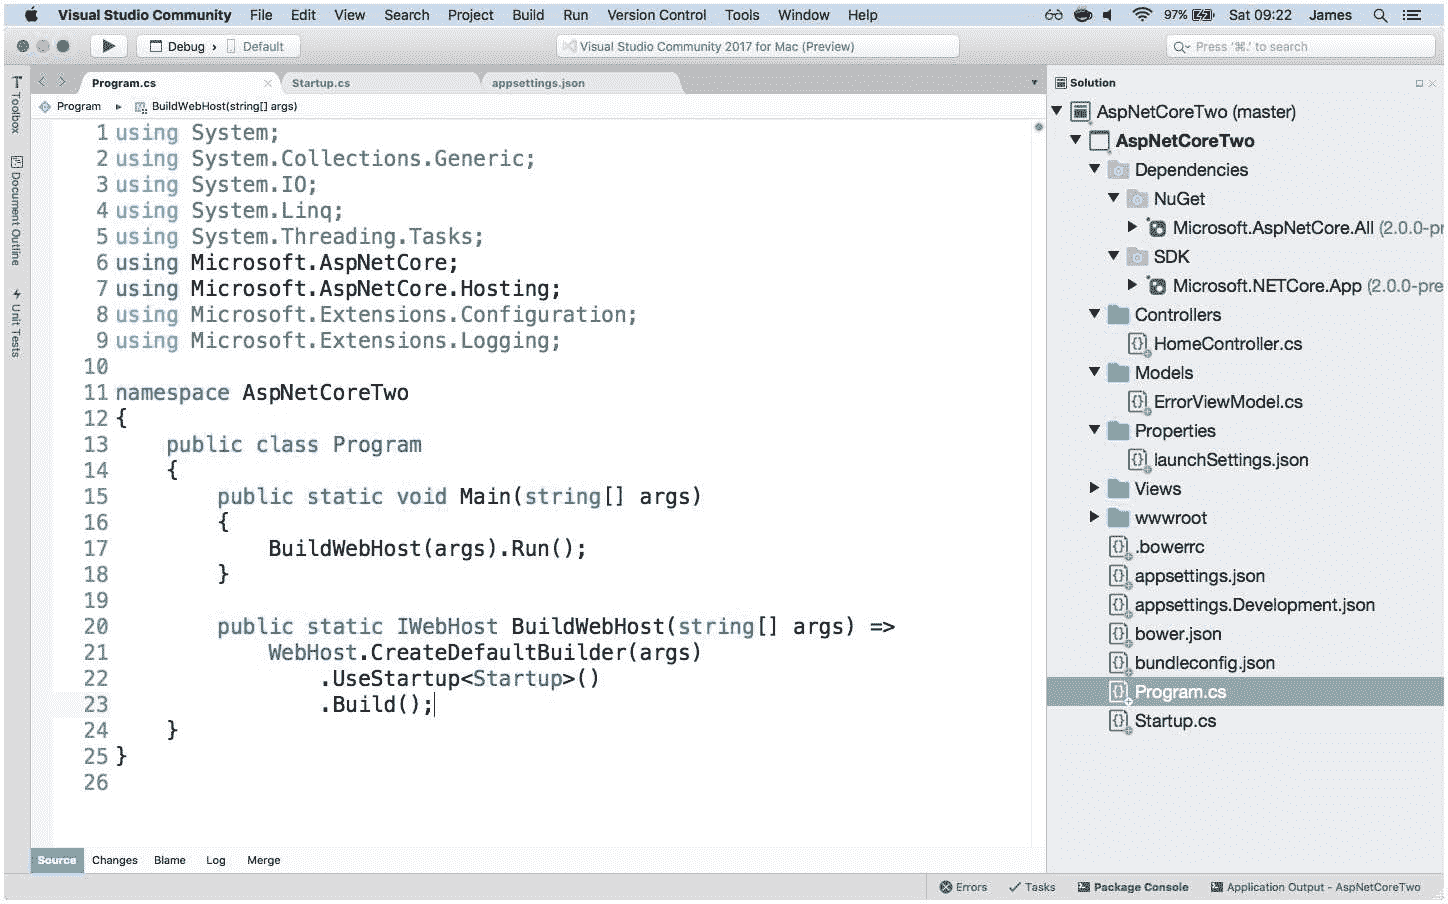 Visual Studio Community File Edit View Search Project Build Run Version Control Tools Window Help 97% Sat 09:22 James
Debug › Default Visual Studio Community 2017 for Mac (Preview) Press '⌘.' to search
Program.cs Startup.cs appsettings.json
Program ▸ BuildWebHost(string[] args)
Toolbox
Document Outline
Unit Tests
1 using System;
2 using System.Collections.Generic;
3 using System.IO;
4 using System.Linq;
5 using System.Threading.Tasks;
6 using Microsoft.AspNetCore;
7 using Microsoft.AspNetCore.Hosting;
8 using Microsoft.Extensions.Configuration;
9 using Microsoft.Extensions.Logging;
10
11 namespace AspNetCoreTwo
12 {
13     public class Program
14     {
15         public static void Main(string[] args)
16         {
17             BuildWebHost(args).Run();
18         }
19
20         public static IWebHost BuildWebHost(string[] args) =>
21             WebHost.CreateDefaultBuilder(args)
22                 .UseStartup<Startup>()
23                 .Build();
24     }
25 }
26
Source Changes Blame Log Merge
Solution
AspNetCoreTwo (master)
AspNetCoreTwo
Dependencies
NuGet
Microsoft.AspNetCore.All (2.0.0-pr
SDK
Microsoft.NETCore.App (2.0.0-pre
Controllers
HomeController.cs
Models
ErrorViewModel.cs
Properties
launchSettings.json
Views
wwwroot
.bowerrc
appsettings.json
appsettings.Development.json
bower.json
bundleconfig.json
Program.cs
Startup.cs
Errors Tasks Package Console Application Output - AspNetCoreTwo